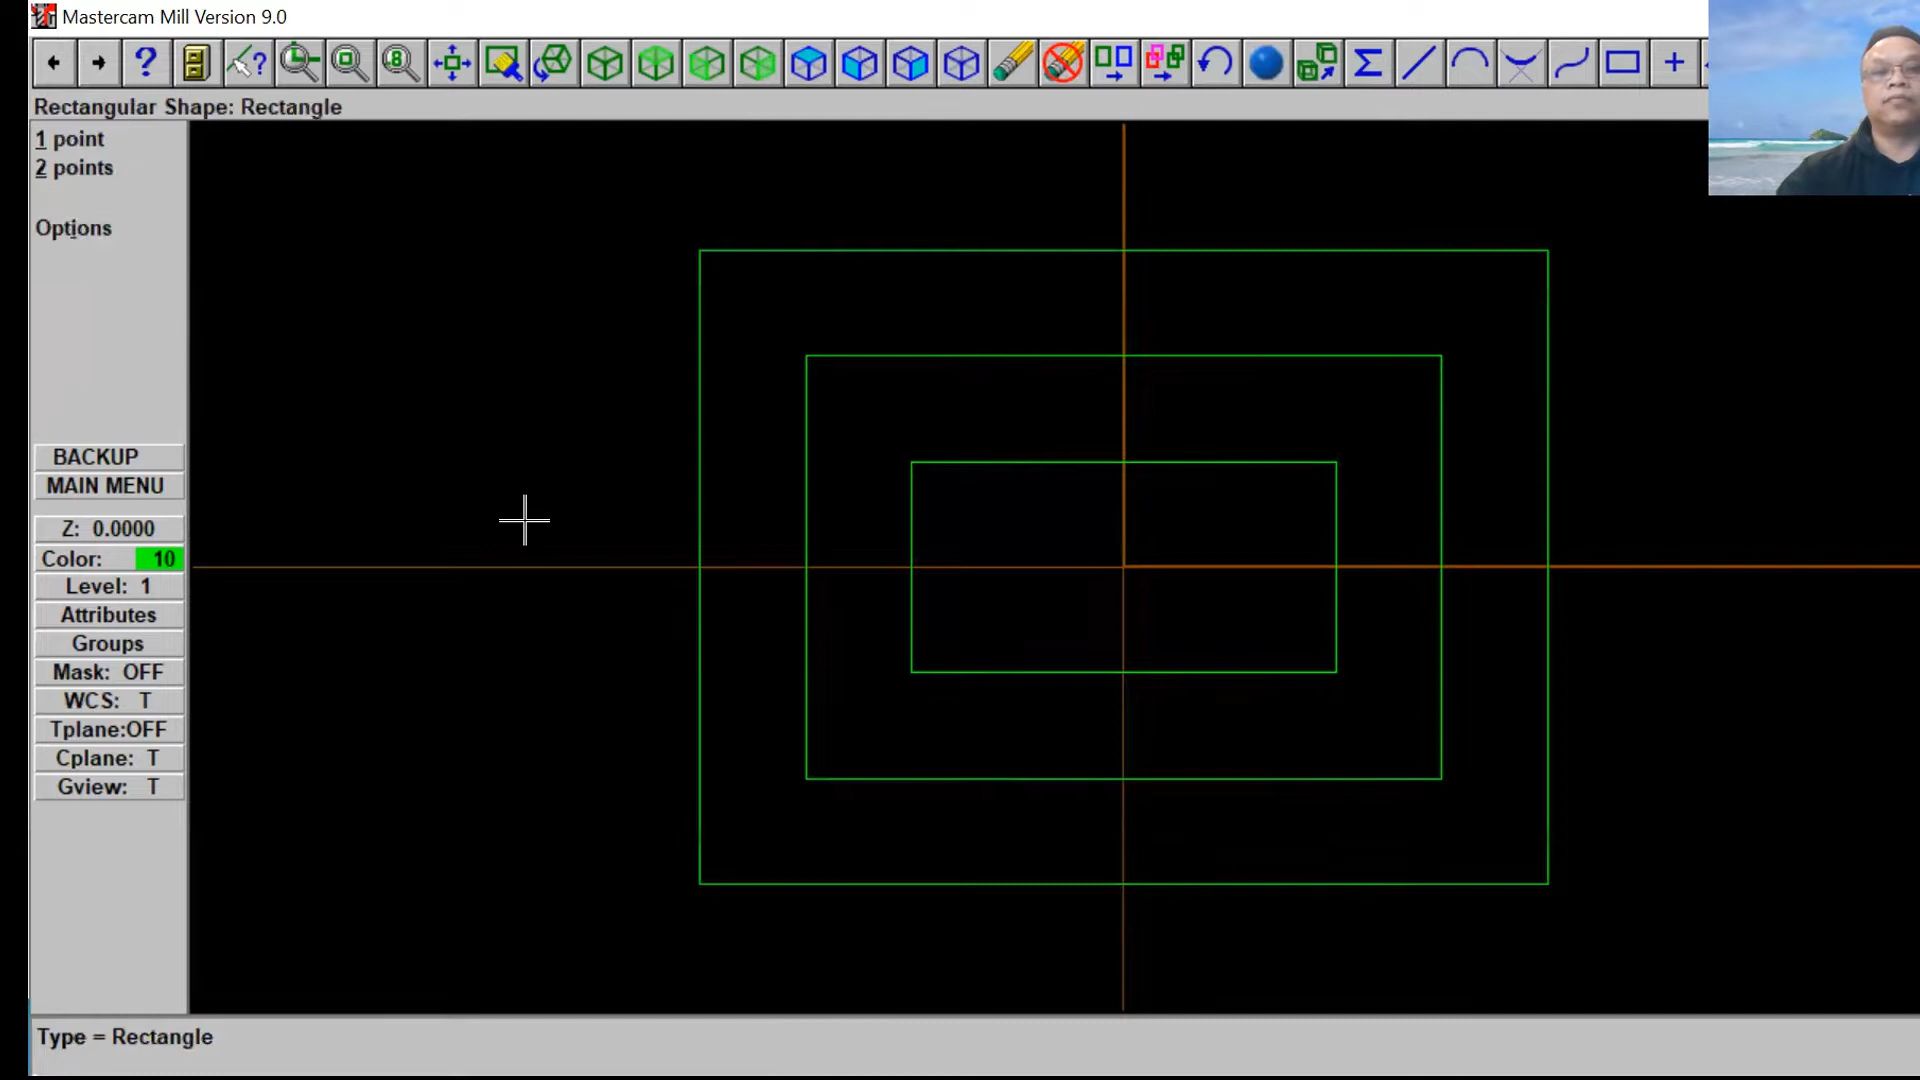 Mastercam Mill Version 9.0
Rectangular Shape: Rectangle
1 point
2 points
Options
BACKUP
MAIN MENU
Z: 0.0000
Color: 10
Level: 1
Attributes
Groups
Mask: OFF
WCS: T
Tplane:OFF
Cplane: T
Gview: T
Type = Rectangle